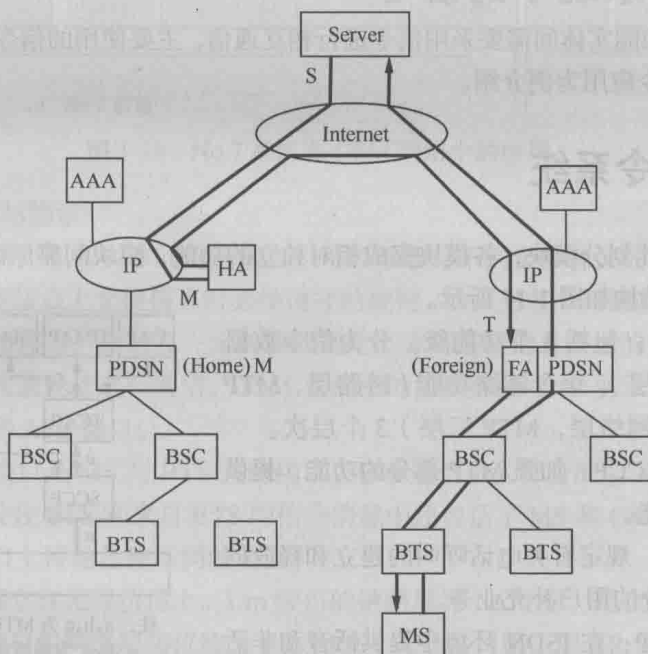 Server
S
Internet
AAA
AAA
IP
HA
IP
M
T
PDSN
(Home) M
(Foreign)
FA
PDSN
BSC
BSC
BSC
BSC
BTS
BTS
BTS
BTS
MS